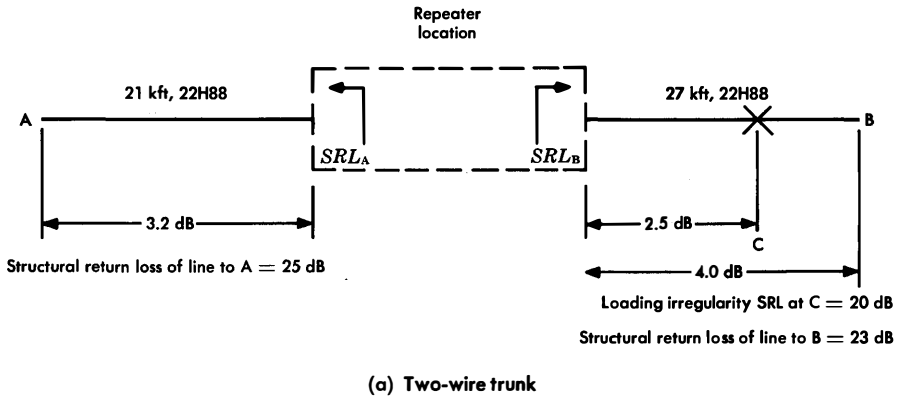 Repeater
location
21 kft, 22H88
27 kft, 22H88
A
B
SRLA
SRLB
3.2 dB
2.5 dB
C
4.0 dB
Structural return loss of line to A = 25 dB
Loading irregularity SRL at C = 20 dB
Structural return loss of line to B = 23 dB
(a) Two-wire trunk